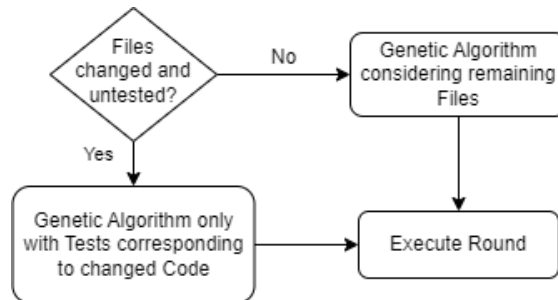 Files
changed and
untested?
No
Genetic Algorithm
considering remaining
Files
Yes
Genetic Algorithm only
with Tests corresponding
to changed Code
Execute Round